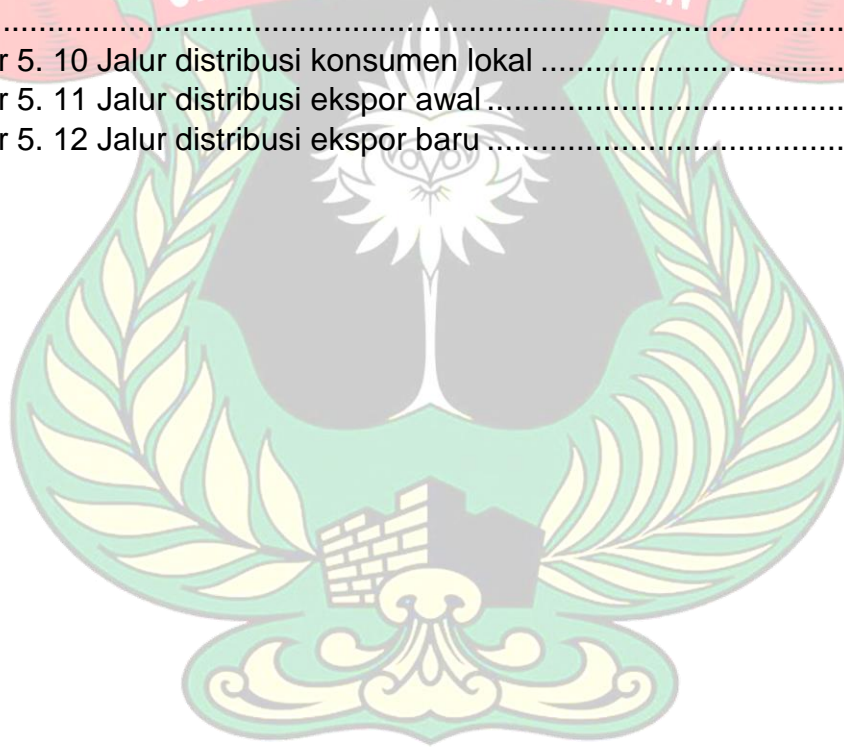 ....................................................................................................
r 5. 10 Jalur distribusi konsumen lokal ....................................
r 5. 11 Jalur distribusi ekspor awal ..........................................
r 5. 12 Jalur distribusi ekspor baru ..........................................